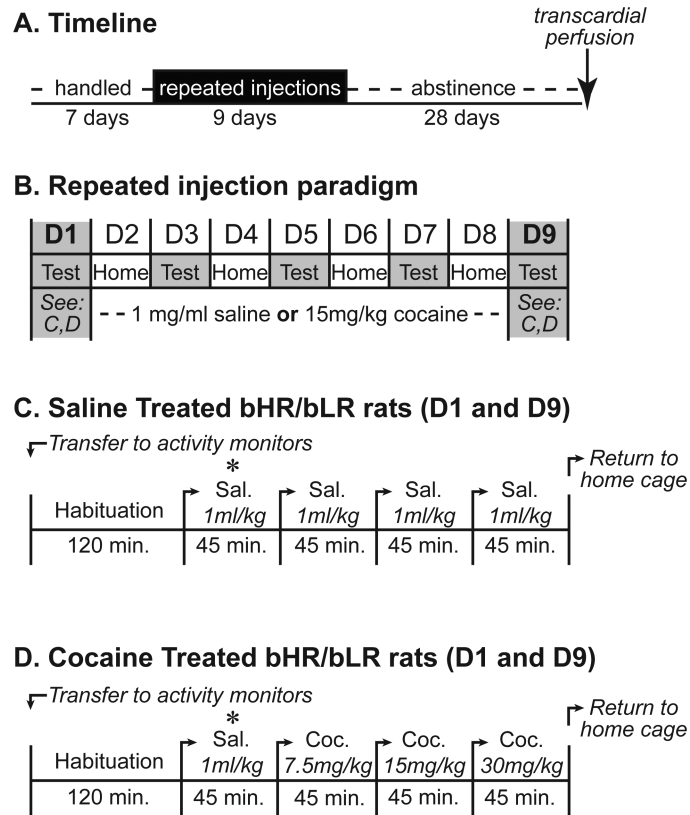 A. Timeline
transcardial
perfusion
handled repeated injections abstinence
7 days 9 days 28 days
B. Repeated injection paradigm
D1 D2 D3 D4 D5 D6 D7 D8 D9
Test Home Test Home Test Home Test Home Test
See: C,D -- 1 mg/ml saline or 15mg/kg cocaine -- See: C,D
C. Saline Treated bHR/bLR rats (D1 and D9)
Transfer to activity monitors
Return to
home cage
*
Sal. Sal. Sal. Sal.
Habituation 1ml/kg 1ml/kg 1ml/kg 1ml/kg
120 min. 45 min. 45 min. 45 min. 45 min.
D. Cocaine Treated bHR/bLR rats (D1 and D9)
Transfer to activity monitors
Return to
home cage
*
Sal. Coc. Coc. Coc.
Habituation 1ml/kg 7.5mg/kg 15mg/kg 30mg/kg
120 min. 45 min. 45 min. 45 min. 45 min.